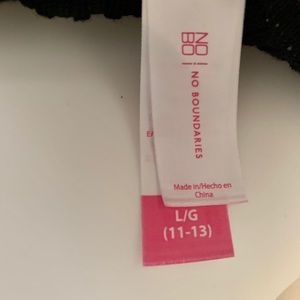 NO
BO
NO BOUNDARIES
Made in/Hecho en
China
L/G
(11-13)